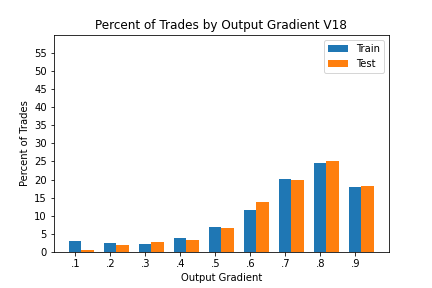 Percent of Trades by Output Gradient V18
Train
Test
Percent of Trades
55
50
45
40
35
30
25
20
15
10
5
0
.1 .2 .3 .4 .5 .6 .7 .8 .9
Output Gradient